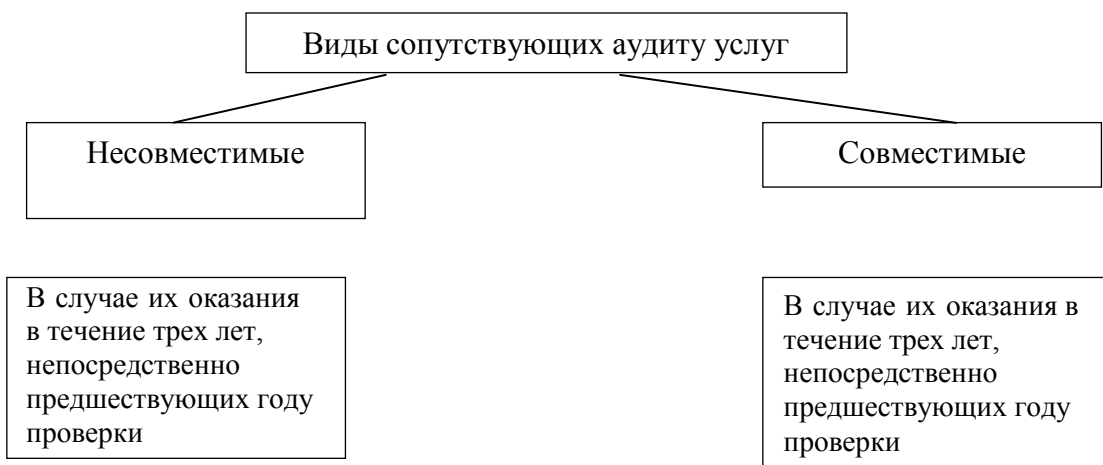 Виды сопутствующих аудиту услуг
Несовместимые
Совместимые
В случае их оказания
в течение трех лет,
непосредственно
предшествующих году
проверки
В случае их оказания в
течение трех лет,
непосредственно
предшествующих году
проверки